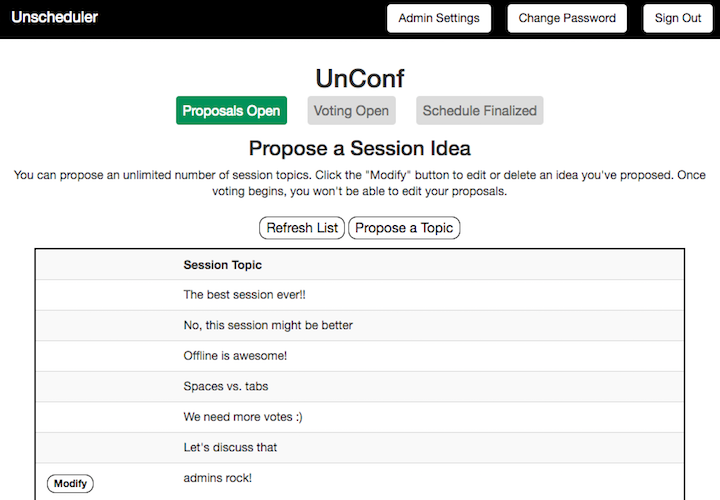 Unscheduler
Admin Settings
Change Password
Sign Out
UnConf
Proposals Open
Voting Open
Schedule Finalized
Propose a Session Idea
You can propose an unlimited number of session topics. Click the "Modify" button to edit or delete an idea you've proposed. Once
voting begins, you won't be able to edit your proposals.
Refresh List
Propose a Topic
Session Topic
The best session ever!!
No, this session might be better
Offline is awesome!
Spaces vs. tabs
We need more votes :)
Let's discuss that
Modify
admins rock!